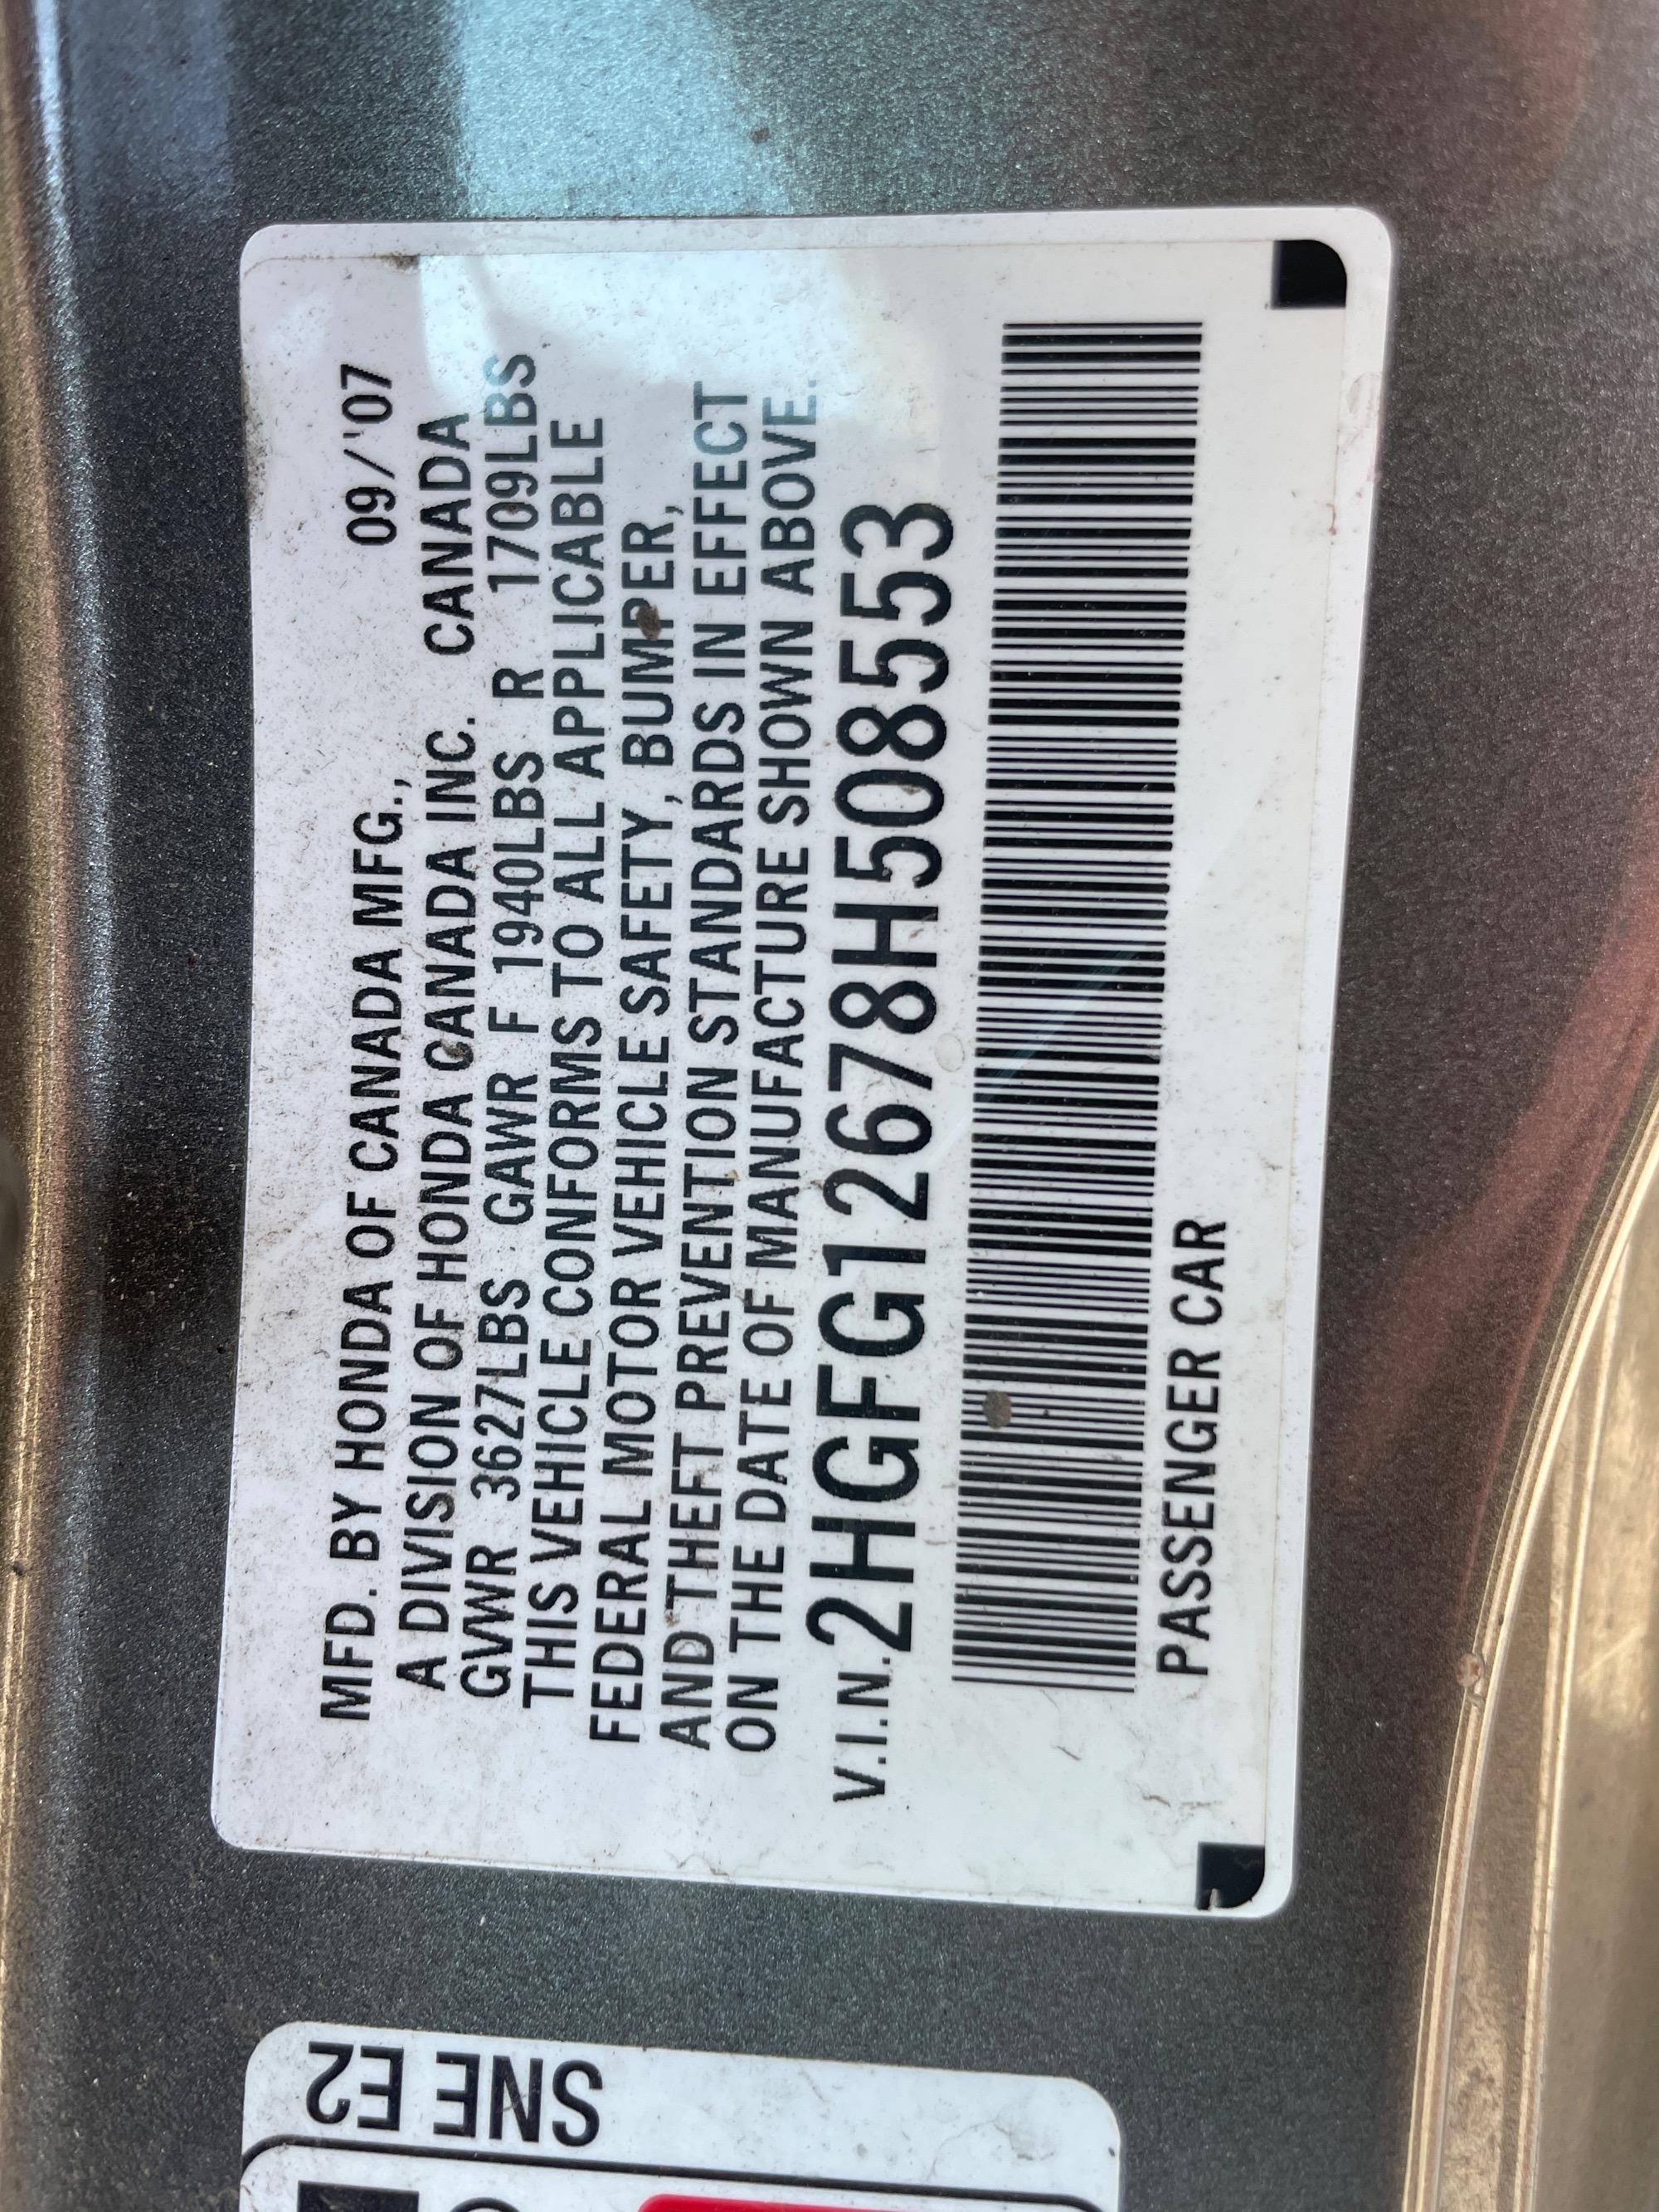 MFD. BY HONDA OF CANADA MFG., 09/'07
A DIVISION OF HONDA CANADA INC. CANADA
GVWR 3627LBS GAWR F 1940LBS R 1709LBS
THIS VEHICLE CONFORMS TO ALL APPLICABLE
FEDERAL MOTOR VEHICLE SAFETY, BUMPER,
AND THEFT PREVENTION STANDARDS IN EFFECT
ON THE DATE OF MANUFACTURE SHOWN ABOVE.
V.I.N.2HGFG12678H508553
PASSENGER CAR
SNE E2